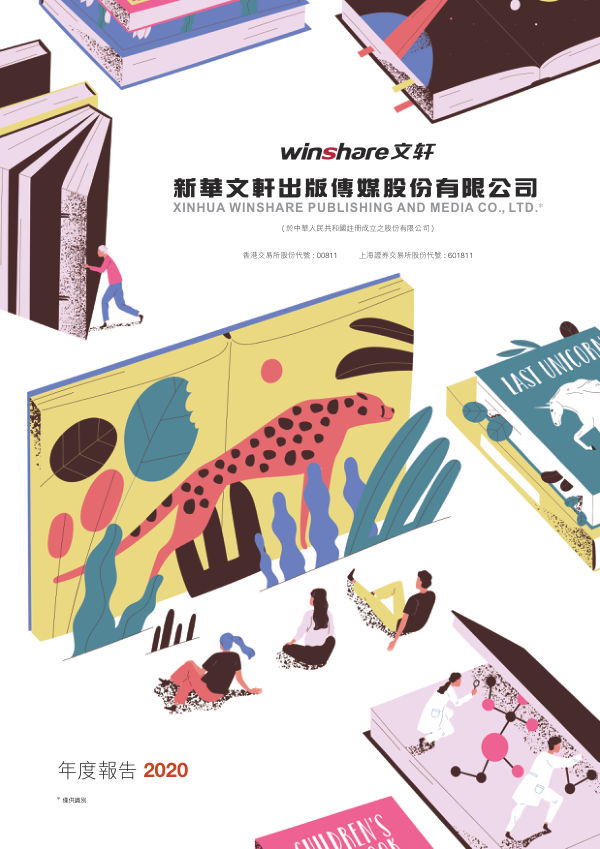 winshare文轩
新華文軒出版傳媒股份有限公司
XINHUA WINSHARE PUBLISHING AND MEDIA CO., LTD.*
(於中華人民共和國註冊成立之股份有限公司)
香港交易所股份代號 : 00811 上海證券交易所股份代號 : 601811
LAST UNICORN
年度報告 2020
* 僅供識別
CHILDREN'S
OOK